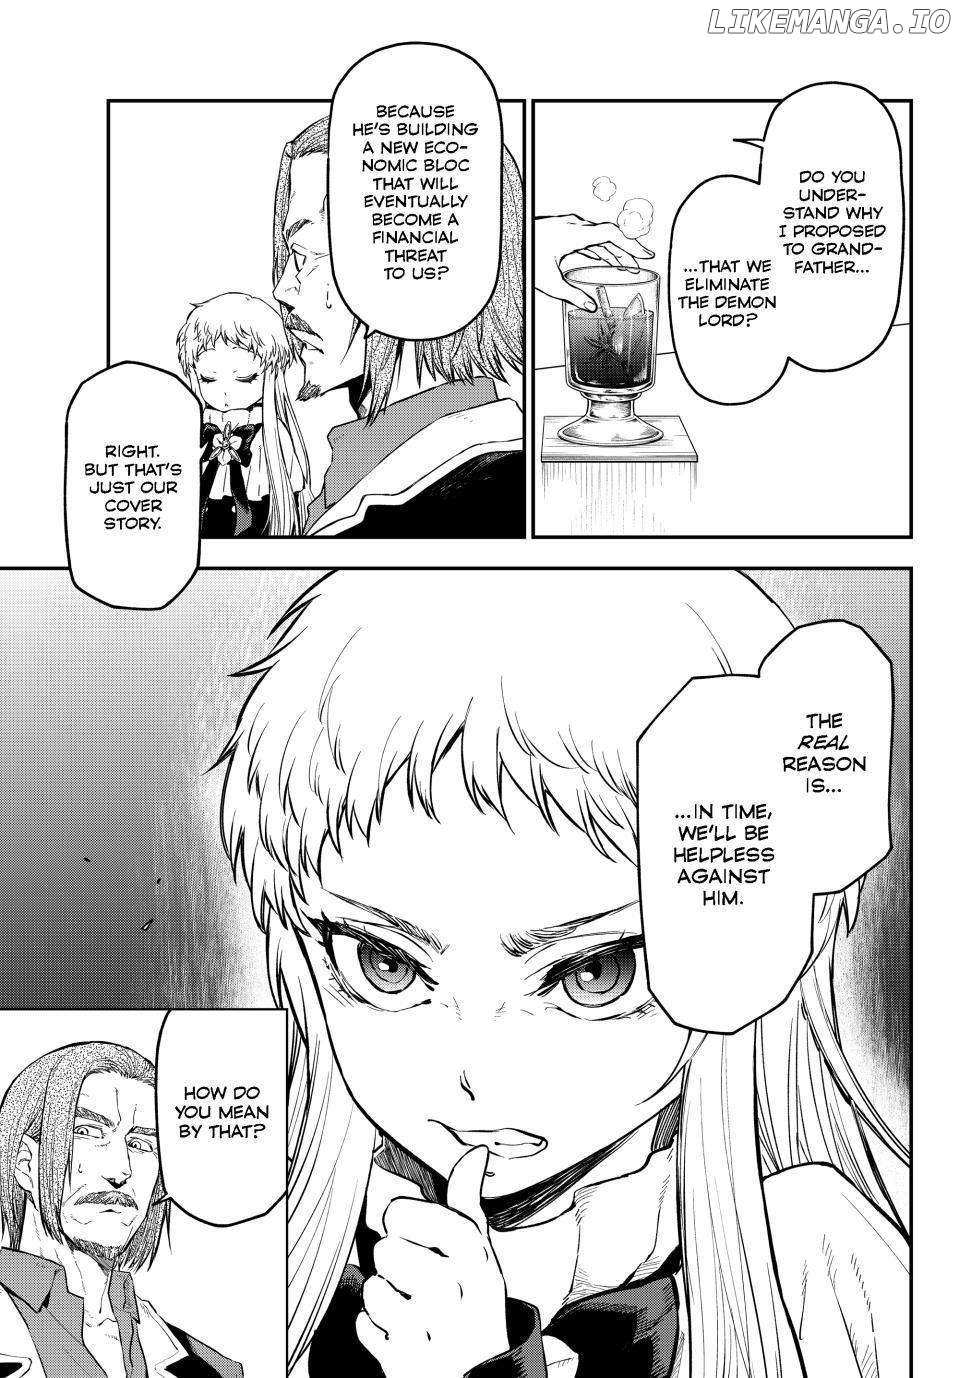 LIKEMANGA.IO
DO YOU
UNDER-
STAND WHY
I PROPOSED
TO GRAND-
FATHER...
...THAT WE
ELIMINATE
THE DEMON
LORD?
BECAUSE
HE'S BUILDING
A NEW ECO-
NOMIC BLOC
THAT WILL
EVENTUALLY
BECOME A
FINANCIAL
THREAT
TO US?
RIGHT.
BUT THAT'S
JUST OUR
COVER
STORY.
THE
REAL
REASON
IS...
...IN TIME,
WE'LL BE
HELPLESS
AGAINST
HIM.
HOW DO
YOU MEAN
BY THAT?